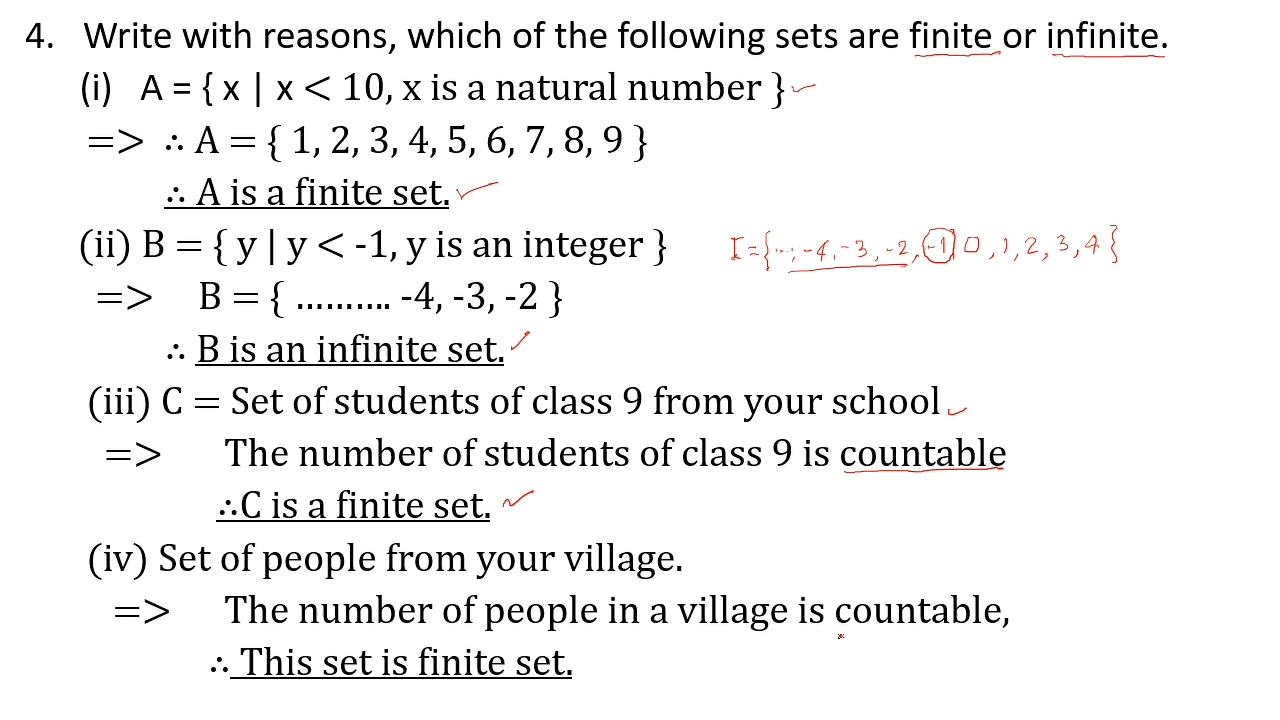 4. Write with reasons, which of the following sets are finite or infinite.
(i) A = { x | x < 10, x is a natural number }
=> ∴ A = { 1, 2, 3, 4, 5, 6, 7, 8, 9 }
∴ A is a finite set.
(ii) B = { y | y < -1, y is an integer }
I = { ..., -4, -3, -2, -1, 0, 1, 2, 3, 4 }
=> B = { .......... -4, -3, -2 }
∴ B is an infinite set.
(iii) C = Set of students of class 9 from your school
=> The number of students of class 9 is countable
∴C is a finite set.
(iv) Set of people from your village.
=> The number of people in a village is countable,
∴ This set is finite set.